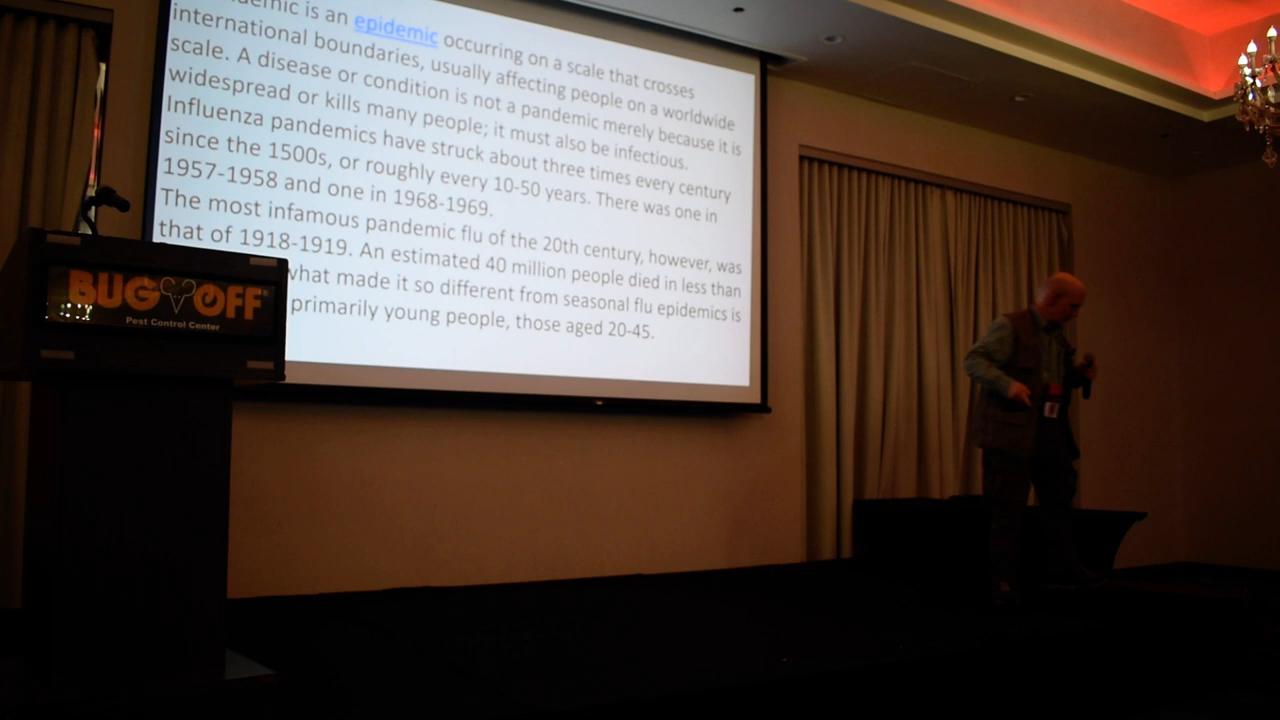 is an epidemic occurring on a scale that crosses
international boundaries, usually affecting people on a worldwide
scale. A disease or condition is not a pandemic merely because it is
widespread or kills many people; it must also be infectious.
Influenza pandemics have struck about three times every century
since the 1500s, or roughly every 10-50 years. There was one in
1957-1958 and one in 1968-1969.
The most infamous pandemic flu of the 20th century, however, was
that of 1918-1919. An estimated 40 million people died in less than
what made it so different from seasonal flu epidemics is
primarily young people, those aged 20-45.
BUG OFF
Pest Control Center